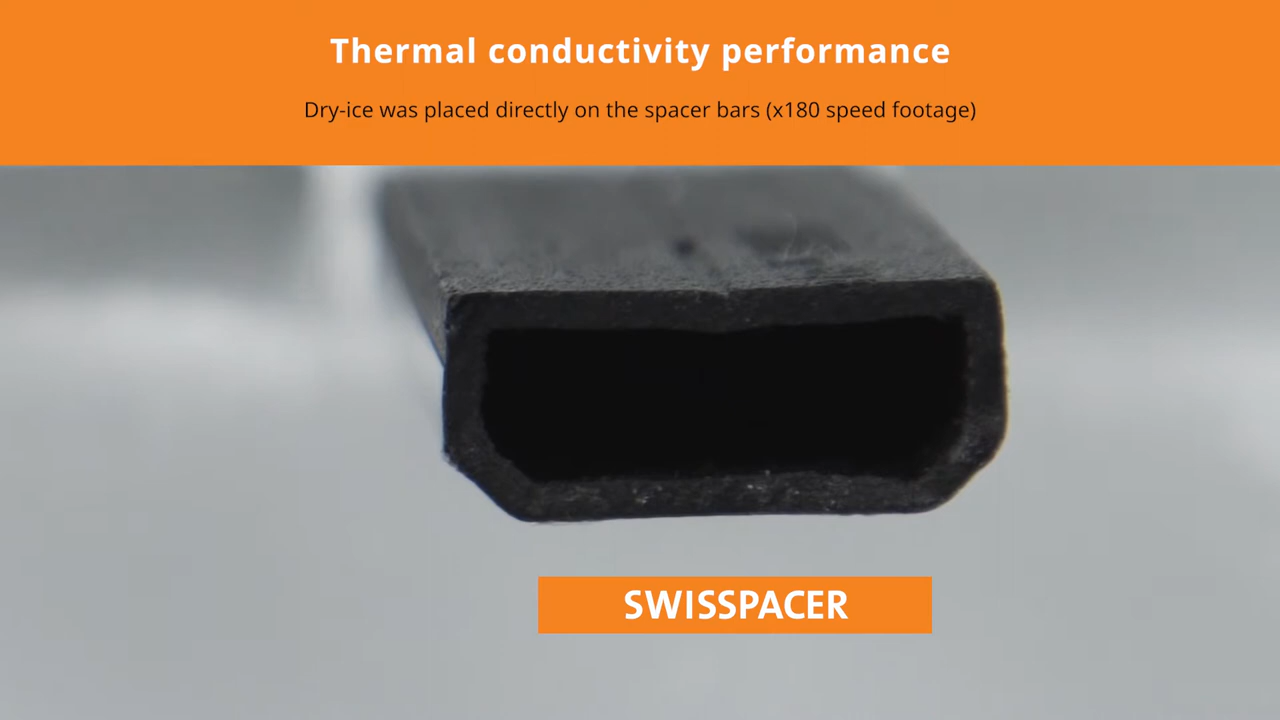 Thermal conductivity performance
Dry-ice was placed directly on the spacer bars (x180 speed footage)
SWISSPACER